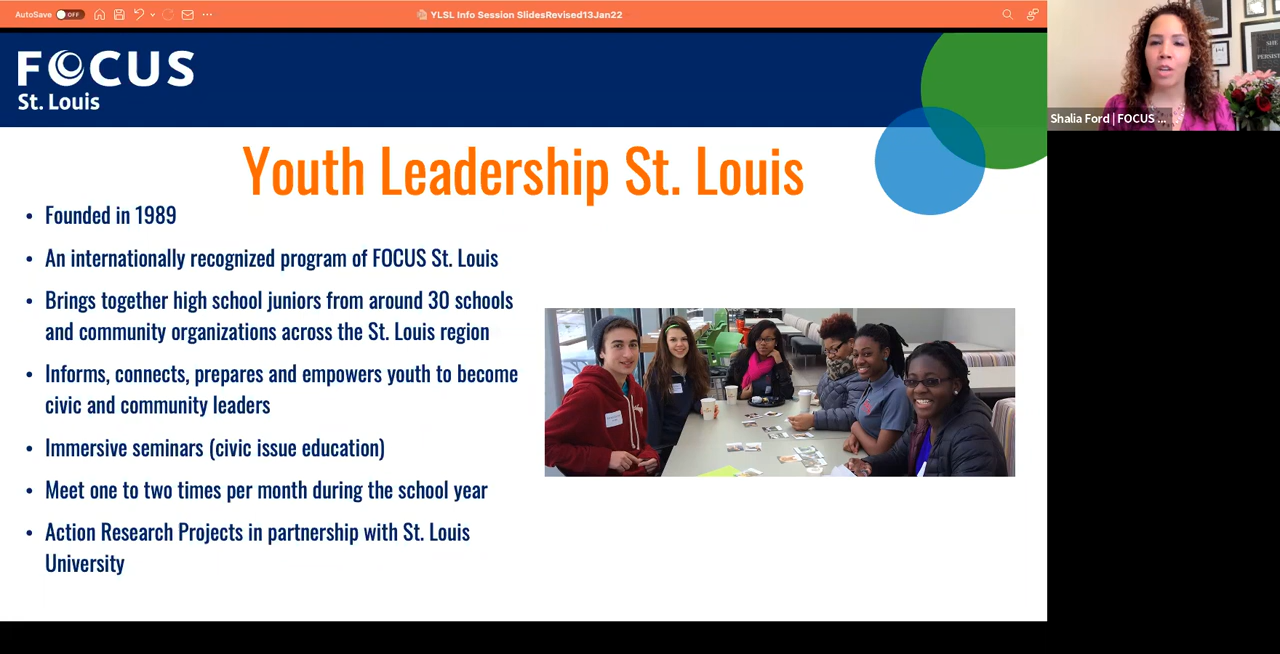 AutoSave OFF
YLSL Info Session SlidesRevised13Jan22
FOCUS
St. Louis
Youth Leadership St. Louis
• Founded in 1989
• An internationally recognized program of FOCUS St. Louis
• Brings together high school juniors from around 30 schools
and community organizations across the St. Louis region
• Informs, connects, prepares and empowers youth to become
civic and community leaders
• Immersive seminars (civic issue education)
• Meet one to two times per month during the school year
• Action Research Projects in partnership with St. Louis
University
SHE
PERSIST
Shalia Ford | FOCUS ...